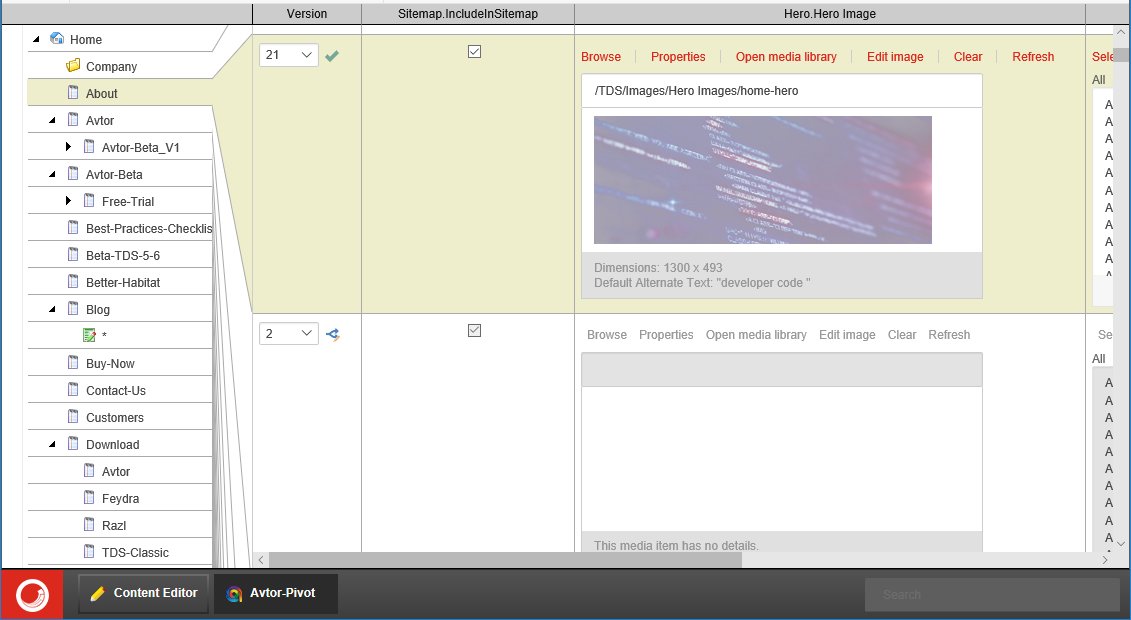 Version Sitemap.IncludeInSitemap Hero.Hero Image
Home
Company
About
Avtor
Avtor-Beta_V1
Avtor-Beta
Free-Trial
Best-Practices-Checklis
Beta-TDS-5-6
Better-Habitat
Blog
*
Buy-Now
Contact-Us
Customers
Download
Avtor
Feydra
Razl
TDS-Classic
21
Browse Properties Open media library Edit image Clear Refresh
/TDS/Images/Hero Images/home-hero
Dimensions: 1300 x 493
Default Alternate Text: "developer code "
Sele
All
A
A
A
A
A
A
A
A
A
A
A
2
Browse Properties Open media library Edit image Clear Refresh
This media item has no details.
Se
All
A
A
A
A
A
A
A
A
A
A
Content Editor Avtor-Pivot Search